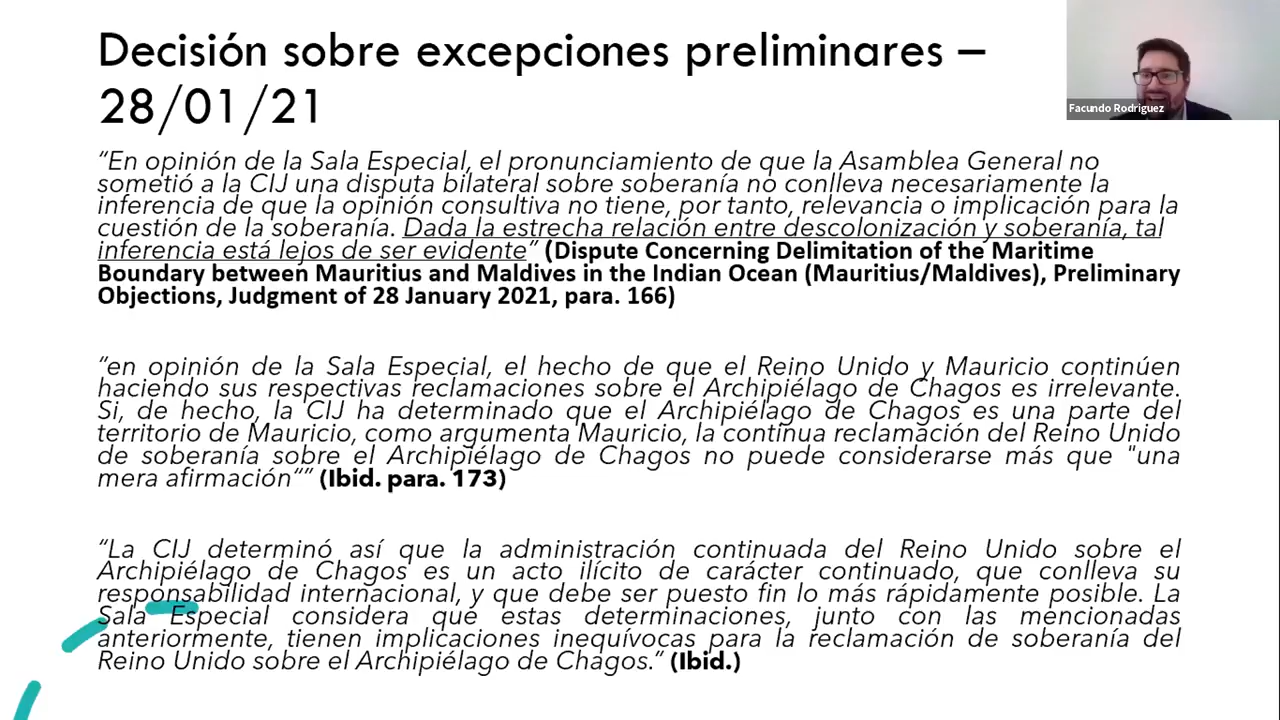 Decisión sobre excepciones preliminares –
28/01/21
Facundo Rodriguez
“En opinión de la Sala Especial, el pronunciamiento de que la Asamblea General no
sometió a la CIJ una disputa bilateral sobre soberanía no conlleva necesariamente la
inferencia de que la opinión consultiva no tiene, por tanto, relevancia o implicación para la
cuestión de la soberanía. Dada la estrecha relación entre descolonización y soberanía, tal
inferencia está lejos de ser evidente” (Dispute Concerning Delimitation of the Maritime
Boundary between Mauritius and Maldives in the Indian Ocean (Mauritius/Maldives), Preliminary
Objections, Judgment of 28 January 2021, para. 166)
“en opinión de la Sala Especial, el hecho de que el Reino Unido y Mauricio continúen
haciendo sus respectivas reclamaciones sobre el Archipiélago de Chagos es irrelevante.
Si, de hecho, la CIJ ha determinado que el Archipiélago de Chagos es una parte del
territorio de Mauricio, como argumenta Mauricio, la continua reclamación del Reino Unido
de soberanía sobre el Archipiélago de Chagos no puede considerarse más que "una
mera afirmación“” (Ibid. para. 173)
“La CIJ determinó así que la administración continuada del Reino Unido sobre el
Archipiélago de Chagos es un acto ilícito de carácter continuado, que conlleva su
responsabilidad internacional, y que debe ser puesto fin lo más rápidamente posible. La
Sala Especial considera que estas determinaciones, junto con las mencionadas
anteriormente, tienen implicaciones inequívocas para la reclamación de soberanía del
Reino Unido sobre el Archipiélago de Chagos.” (Ibid.)